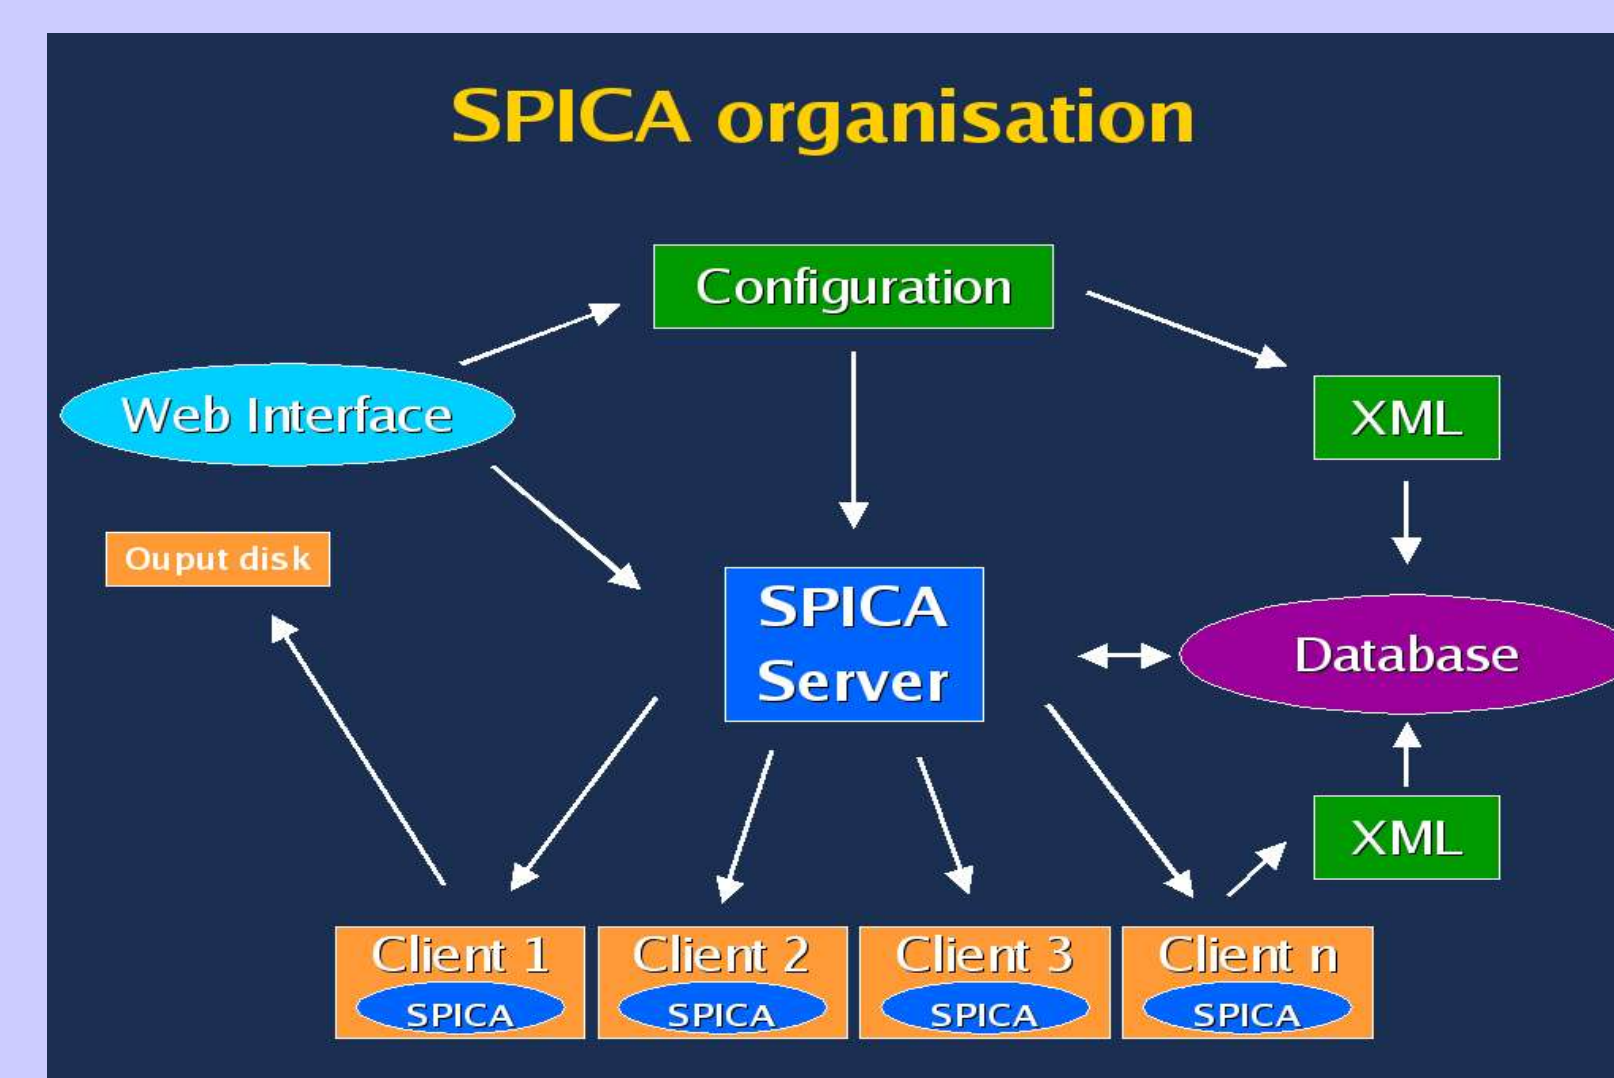 SPICA organisation
Configuration
Web Interface
XML
Ouput disk
SPICA
Server
Database
XML
Client 1
SPICA
Client 2
SPICA
Client 3
SPICA
Client n
SPICA